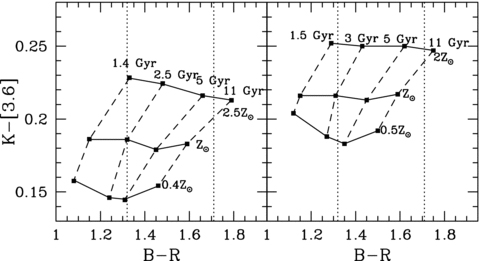 1.4 Gyr
2.5 Gyr
5 Gyr
11 Gyr
2.5Z⊙
Z⊙
0.4Z⊙
0.25
0.2
0.15
K−[3.6]
1 1.2 1.4 1.6 1.8
B−R
1.5 Gyr
3 Gyr
5 Gyr
11 Gyr
2Z⊙
Z⊙
0.5Z⊙
1 1.2 1.4 1.6 1.8
B−R